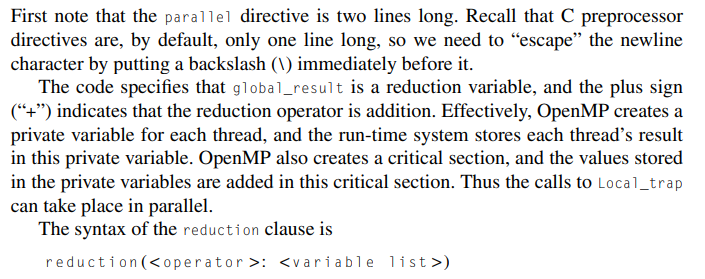 First note that the parallel directive is two lines long. Recall that C preprocessor
directives are, by default, only one line long, so we need to “escape” the newline
character by putting a backslash (\) immediately before it.
The code specifies that global_result is a reduction variable, and the plus sign
(“+”) indicates that the reduction operator is addition. Effectively, OpenMP creates a
private variable for each thread, and the run-time system stores each thread’s result
in this private variable. OpenMP also creates a critical section, and the values stored
in the private variables are added in this critical section. Thus the calls to Local_trap
can take place in parallel.
The syntax of the reduction clause is
reduction(<operator>: <variable list>)